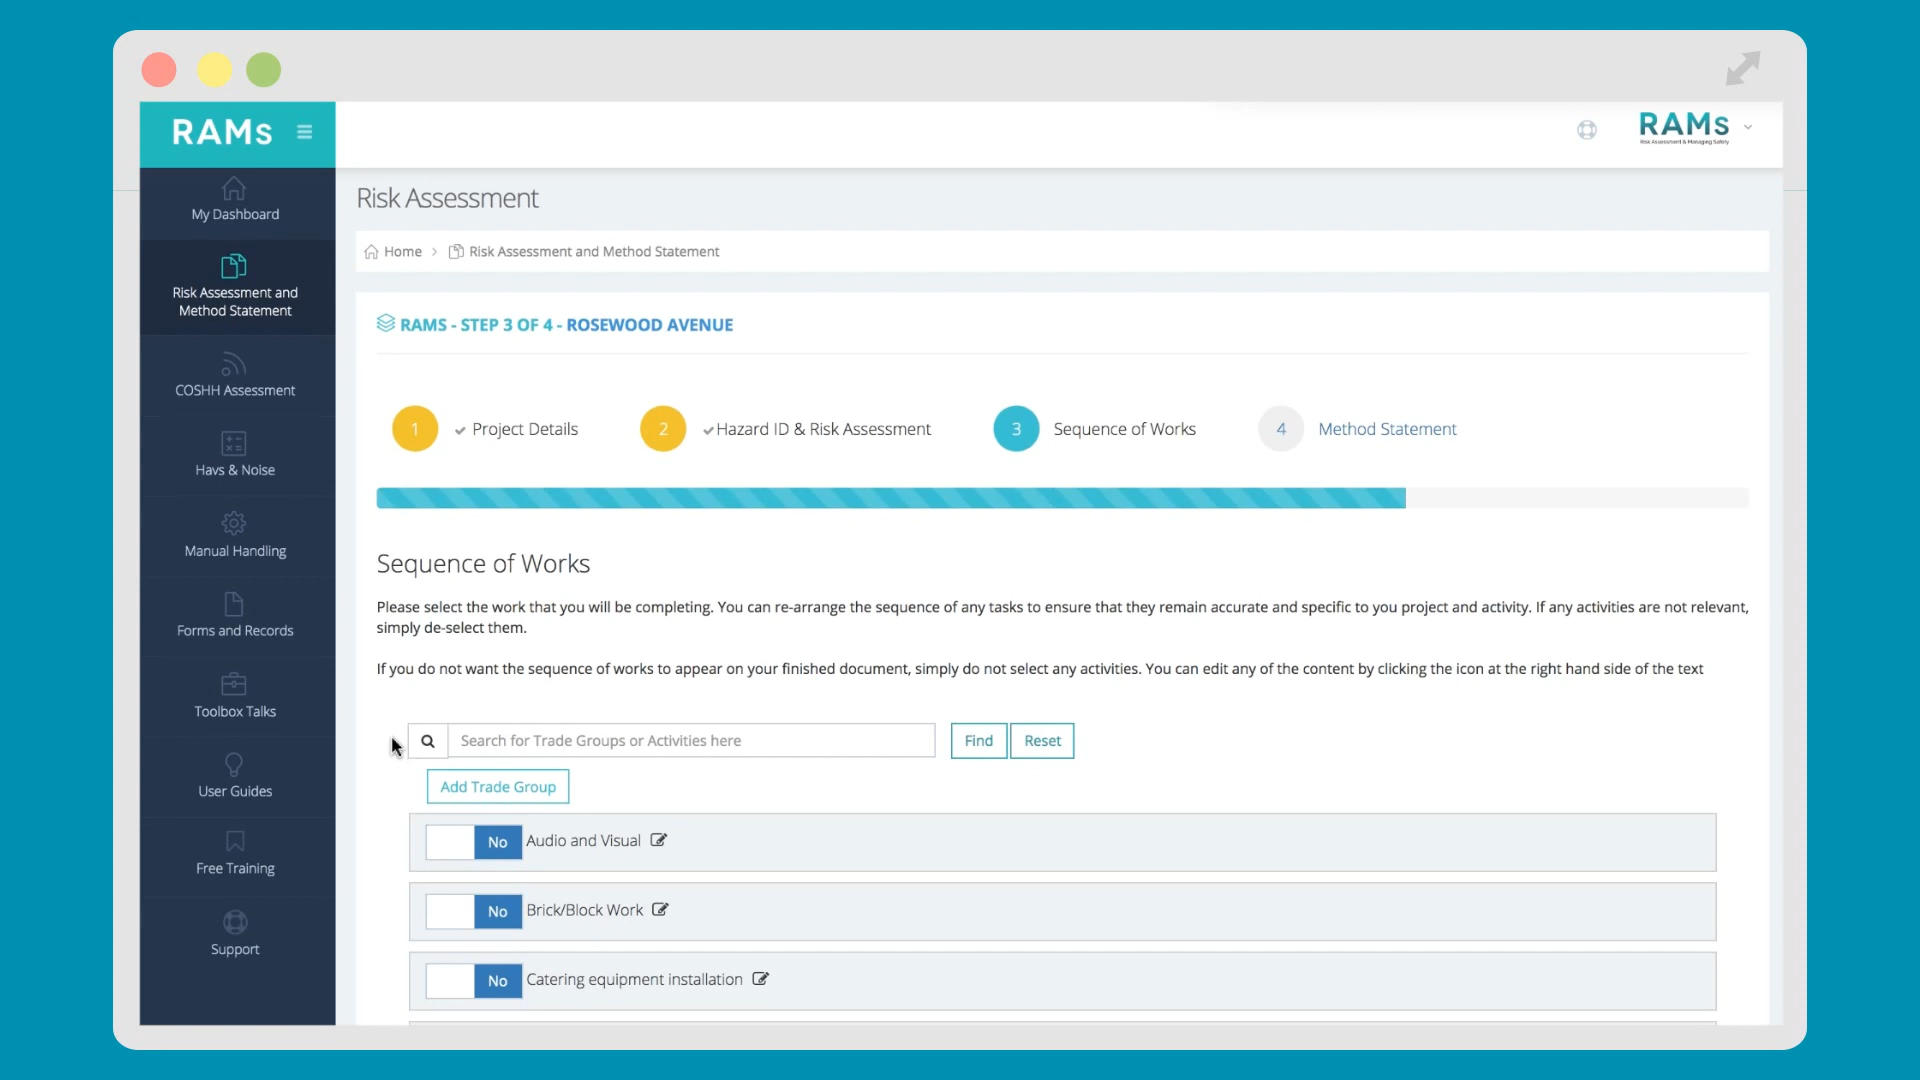 RAMs
RAMs
Risk Assessment & Managing Safety
My Dashboard
Risk Assessment and
Method Statement
COSHH Assessment
Havs & Noise
Manual Handling
Forms and Records
Toolbox Talks
User Guides
Free Training
Support
Risk Assessment
Home > Risk Assessment and Method Statement
RAMS - STEP 3 OF 4 - ROSEWOOD AVENUE
1 Project Details 2 Hazard ID & Risk Assessment 3 Sequence of Works 4 Method Statement
Sequence of Works
Please select the work that you will be completing. You can re-arrange the sequence of any tasks to ensure that they remain accurate and specific to you project and activity. If any activities are not relevant,
simply de-select them.
If you do not want the sequence of works to appear on your finished document, simply do not select any activities. You can edit any of the content by clicking the icon at the right hand side of the text
Search for Trade Groups or Activities here Find Reset
Add Trade Group
No Audio and Visual
No Brick/Block Work
No Catering equipment installation